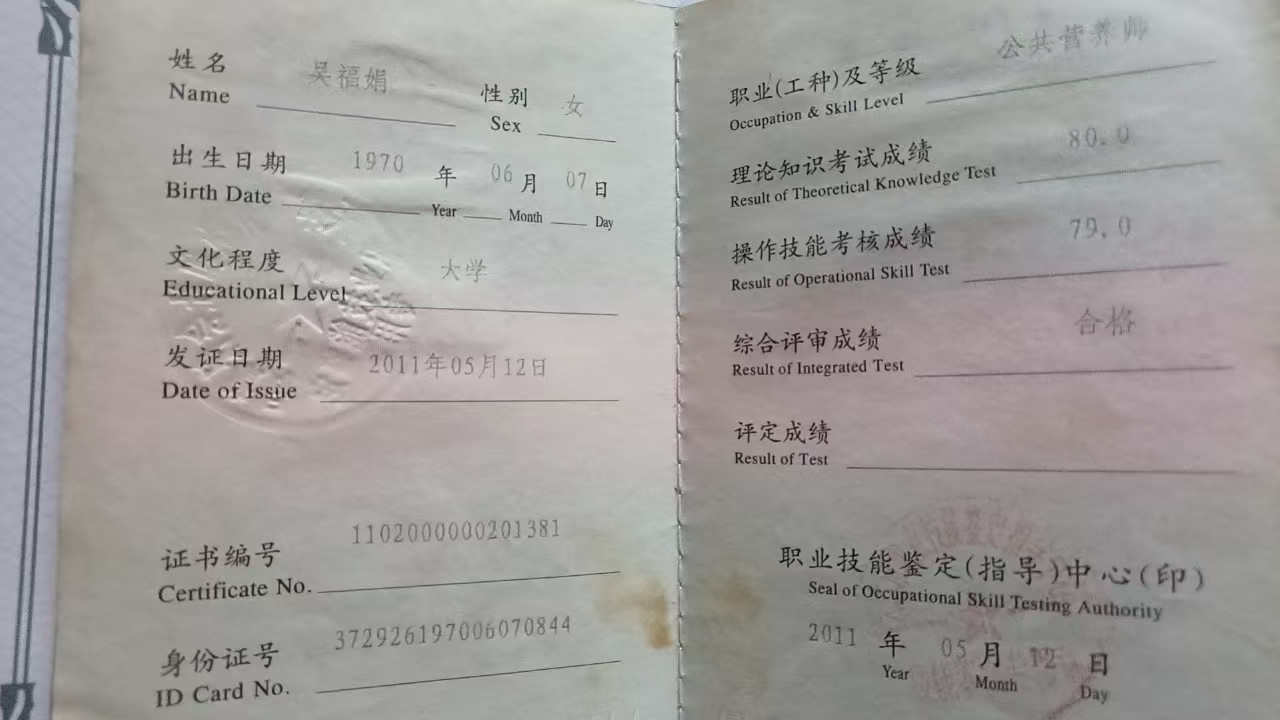 姓名 吴福娟 性别 女
Name Sex
出生日期 1970 年 06 月 07 日
Birth Date Year Month Day
文化程度 大学
Educational Level
发证日期 2011年05月12日
Date of Issue
证书编号 1102000000201381
Certificate No.
身份证号 372926197006070844
ID Card No.
职业(工种)及等级 公共营养师
Occupation & Skill Level
理论知识考试成绩 80.0
Result of Theoretical Knowledge Test
操作技能考核成绩 79.0
Result of Operational Skill Test
综合评审成绩 合格
Result of Integrated Test
评定成绩
Result of Test
职业技能鉴定(指导)中心(印)
Seal of Occupational Skill Testing Authority
2011 年 05 月 12 日
Year Month Day